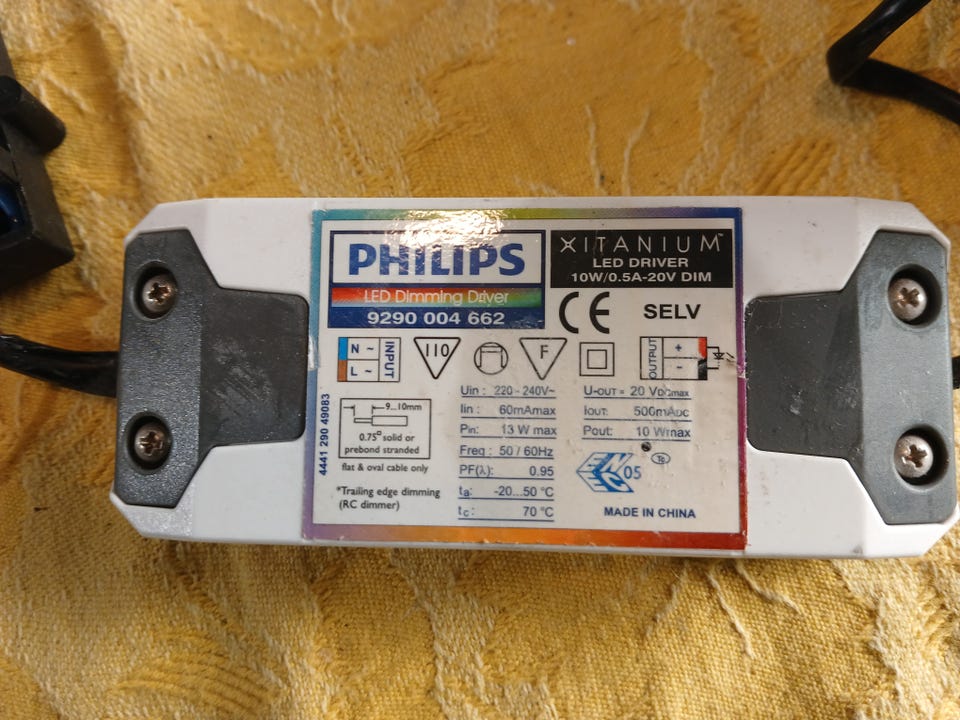 PHILIPS
LED Dimming Driver
9290 004 662
XITANIUM™
LED DRIVER
10W/0.5A-20V DIM
CE
SELV
N ~
L ~
INPUT
110
F
OUTPUT
+
-
4441 290 49083
9...10mm
0.75□ solid or
prebond stranded
flat & oval cable only
*Trailing edge dimming
(RC dimmer)
Uin : 220~240V~
Iin : 60mAmax
Pin: 13 W max
Freq : 50 / 60Hz
PF(λ): 0.95
ta: -20...50 °C
tc: 70 °C
U-OUT = 20 VDCmax
IOUT: 500mADC
Pout: 10 Wmax
ENEC 05
Tc
MADE IN CHINA